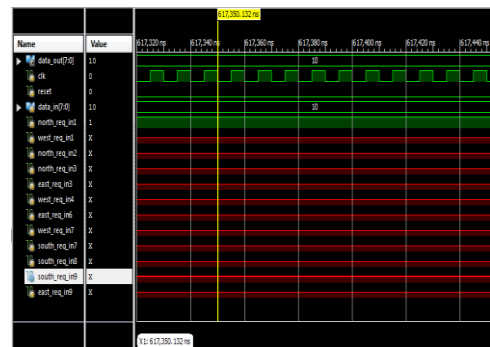 617,350.132 ns
Name Value 617,320 ns 617,340 ns 617,360 ns 617,380 ns 617,400 ns 617,420 ns 617,440 ns
data_out[7:0] 10 10
clk 0
reset 0
data_in[7:0] 10 10
north_req_in1 1
west_req_in1 X
north_req_in2 X
north_req_in3 X
east_req_in3 X
west_req_in4 X
east_req_in6 X
west_req_in7 X
south_req_in7 X
south_req_in8 X
south_req_in9 X
east_req_in9 X
X1: 617,350.132 ns